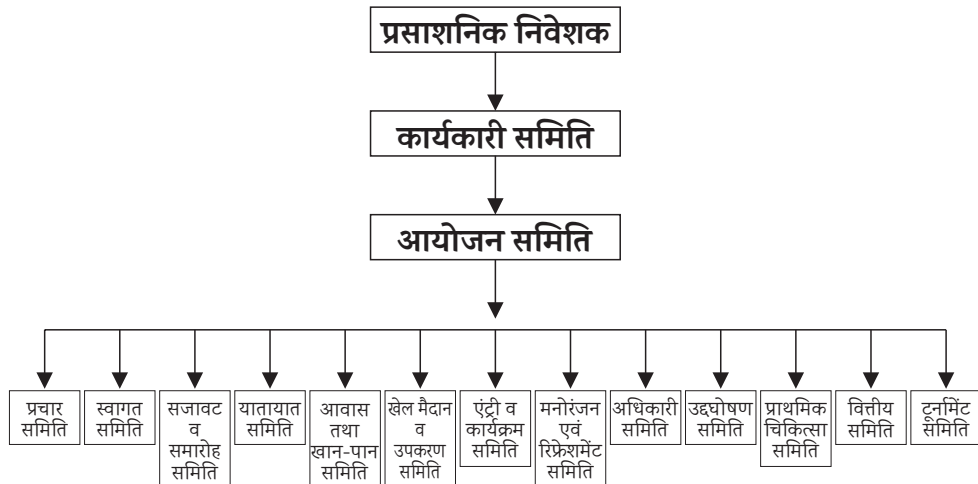 प्रसाशनिक निवेशक
कार्यकारी समिति
आयोजन समिति
प्रचार
समिति
स्वागत
समिति
सजावट
व
समारोह
समिति
यातायात
समिति
आवास
तथा
खान-पान
समिति
खेल मैदान
व
उपकरण
समिति
एंट्री व
कार्यक्रम
समिति
मनोरंजन
एवं
रिफ्रेशमेंट
समिति
अधिकारी
समिति
उद्दघोषण
समिति
प्राथमिक
चिकित्सा
समिति
वित्तीय
समिति
टूर्नामेंट
समिति